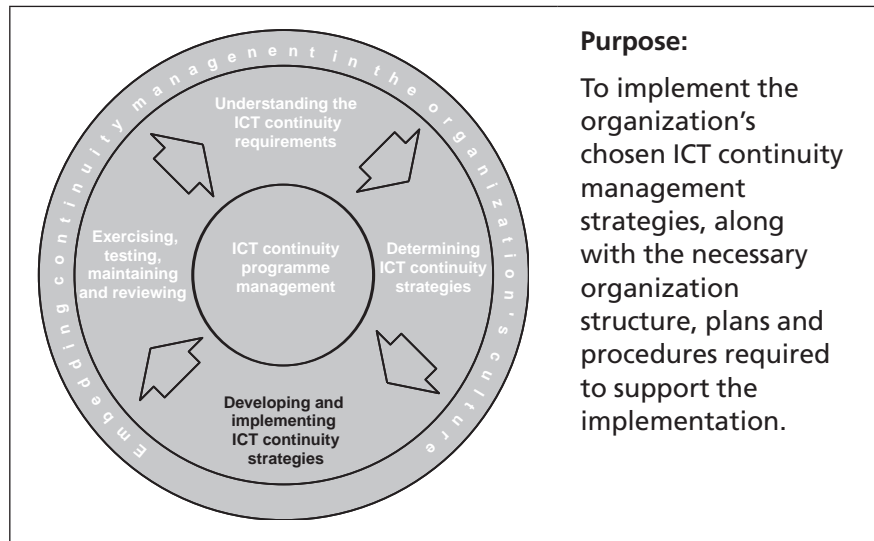 Embedding continuity managenent in the organization's culture
Understanding the
ICT continuity
requirements
Exercising,
testing,
maintaining
and reviewing
ICT continuity
programme
management
Determining
ICT continuity
strategies
Developing and
implementing
ICT continuity
strategies
Purpose:
To implement the
organization's
chosen ICT continuity
management
strategies, along
with the necessary
organization
structure, plans and
procedures required
to support the
implementation.